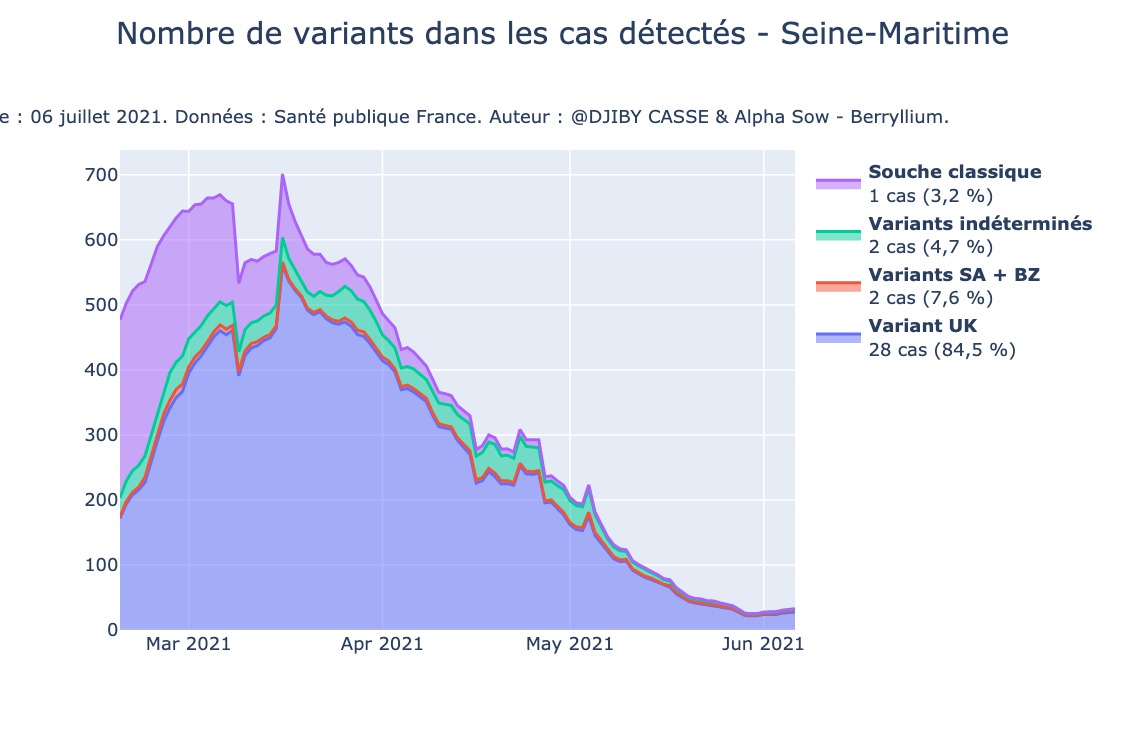 Nombre de variants dans les cas détectés - Seine-Maritime
e : 06 juillet 2021. Données : Santé publique France. Auteur : @DJIBY CASSE & Alpha Sow - Berryllium.
700
600
500
400
300
200
100
0
Mar 2021
Apr 2021
May 2021
Jun 2021
Souche classique
1 cas (3,2 %)
Variants indéterminés
2 cas (4,7 %)
Variants SA + BZ
2 cas (7,6 %)
Variant UK
28 cas (84,5 %)